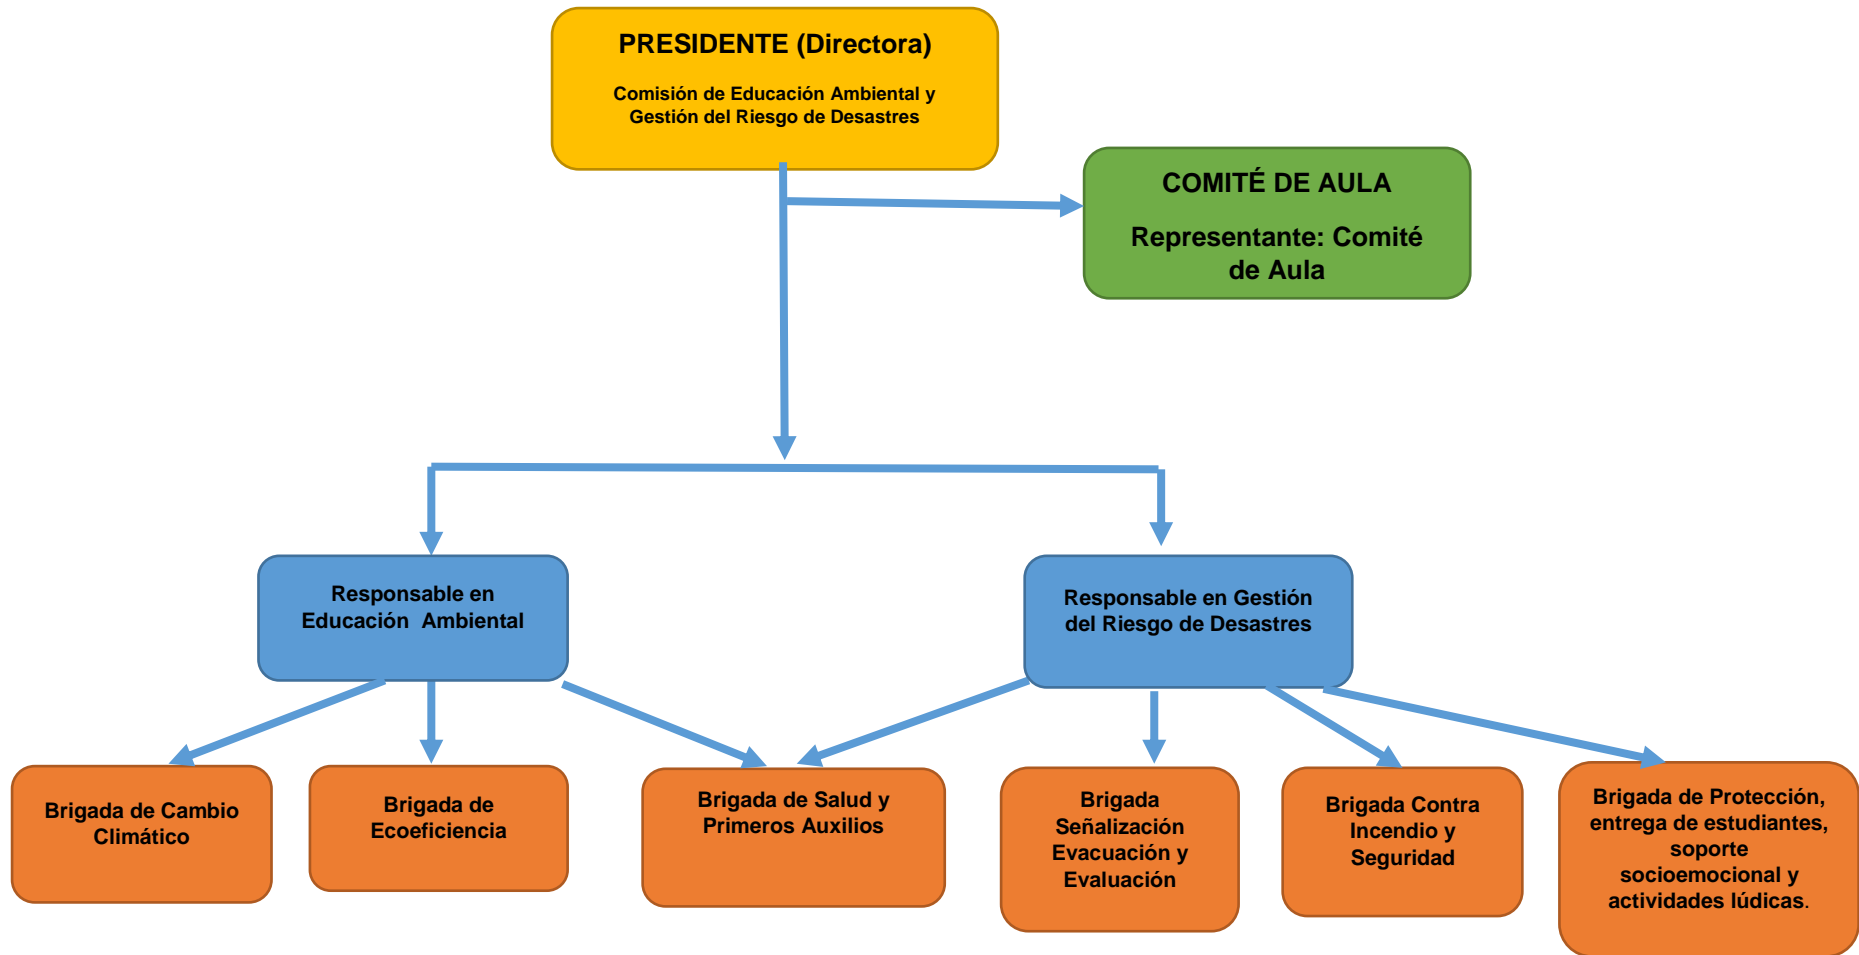 PRESIDENTE (Directora)
Comisión de Educación Ambiental y
Gestión del Riesgo de Desastres
COMITÉ DE AULA
Representante: Comité
de Aula
Responsable en
Educación  Ambiental
Responsable en Gestión
del Riesgo de Desastres
Brigada de Cambio
Climático
Brigada de
Ecoeficiencia
Brigada de Salud y
Primeros Auxilios
Brigada
Señalización
Evacuación y
Evaluación
Brigada Contra
Incendio y
Seguridad
Brigada de Protección,
entrega de estudiantes,
soporte
socioemocional y
actividades lúdicas.